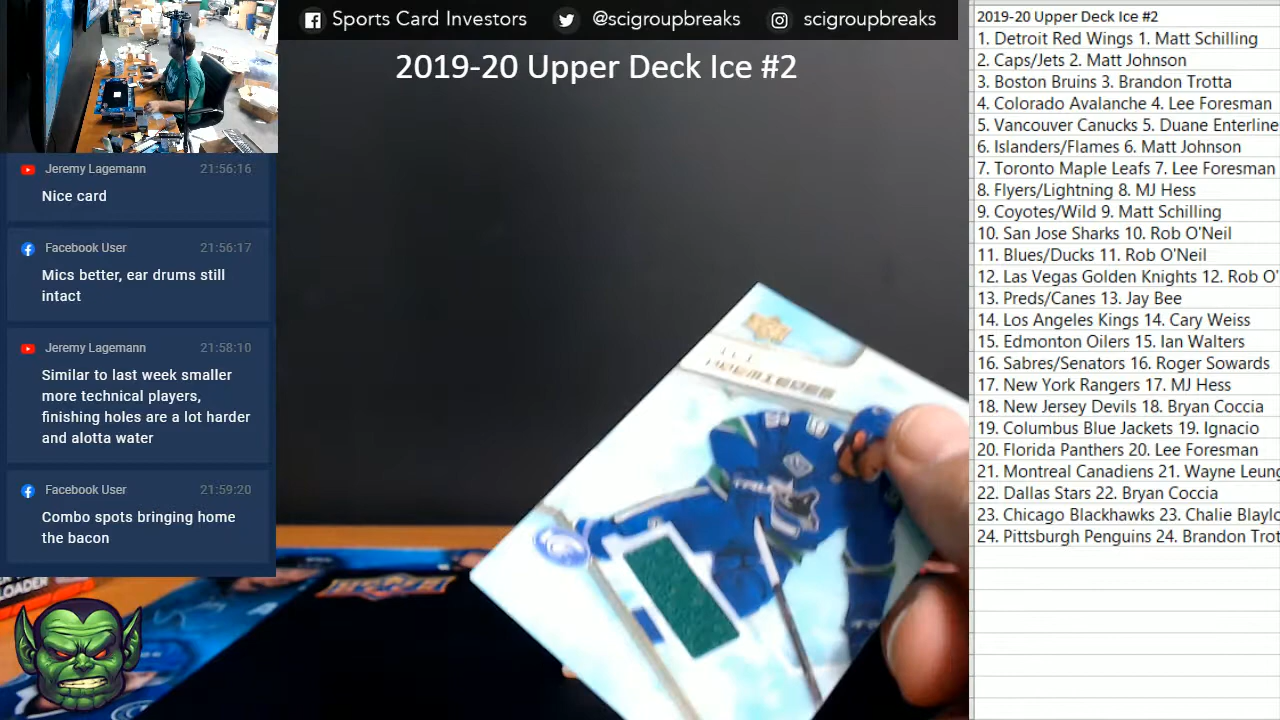 Sports Card Investors
@scigroupbreaks
scigroupbreaks
2019-20 Upper Deck Ice #2
Jeremy Lagemann 21:56:16
Nice card
Facebook User 21:56:17
Mics better, ear drums still
intact
Jeremy Lagemann 21:58:10
Similar to last week smaller
more technical players,
finishing holes are a lot harder
and alotta water
Facebook User 21:59:20
Combo spots bringing home
the bacon
ICE
PREMIERES
LOADER
2019-20 Upper Deck Ice #2
1. Detroit Red Wings 1. Matt Schilling
2. Caps/Jets 2. Matt Johnson
3. Boston Bruins 3. Brandon Trotta
4. Colorado Avalanche 4. Lee Foresman
5. Vancouver Canucks 5. Duane Enterline
6. Islanders/Flames 6. Matt Johnson
7. Toronto Maple Leafs 7. Lee Foresman
8. Flyers/Lightning 8. MJ Hess
9. Coyotes/Wild 9. Matt Schilling
10. San Jose Sharks 10. Rob O'Neil
11. Blues/Ducks 11. Rob O'Neil
12. Las Vegas Golden Knights 12. Rob O'
13. Preds/Canes 13. Jay Bee
14. Los Angeles Kings 14. Cary Weiss
15. Edmonton Oilers 15. Ian Walters
16. Sabres/Senators 16. Roger Sowards
17. New York Rangers 17. MJ Hess
18. New Jersey Devils 18. Bryan Coccia
19. Columbus Blue Jackets 19. Ignacio
20. Florida Panthers 20. Lee Foresman
21. Montreal Canadiens 21. Wayne Leung
22. Dallas Stars 22. Bryan Coccia
23. Chicago Blackhawks 23. Chalie Blaylo
24. Pittsburgh Penguins 24. Brandon Trot